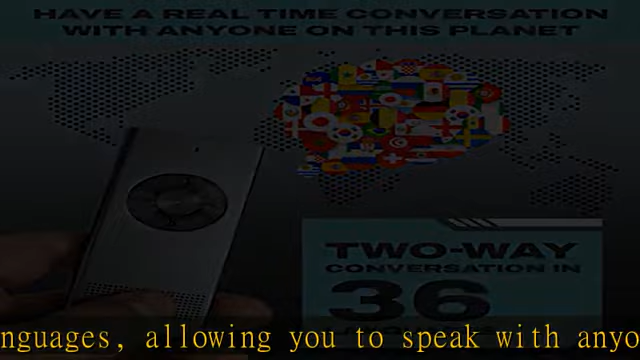 HAVE A REAL TIME CONVERSATION
WITH ANYONE ON THIS PLANET
TWO-WAY
CONVERSATION IN
36
nguages, allowing you to speak with anyo